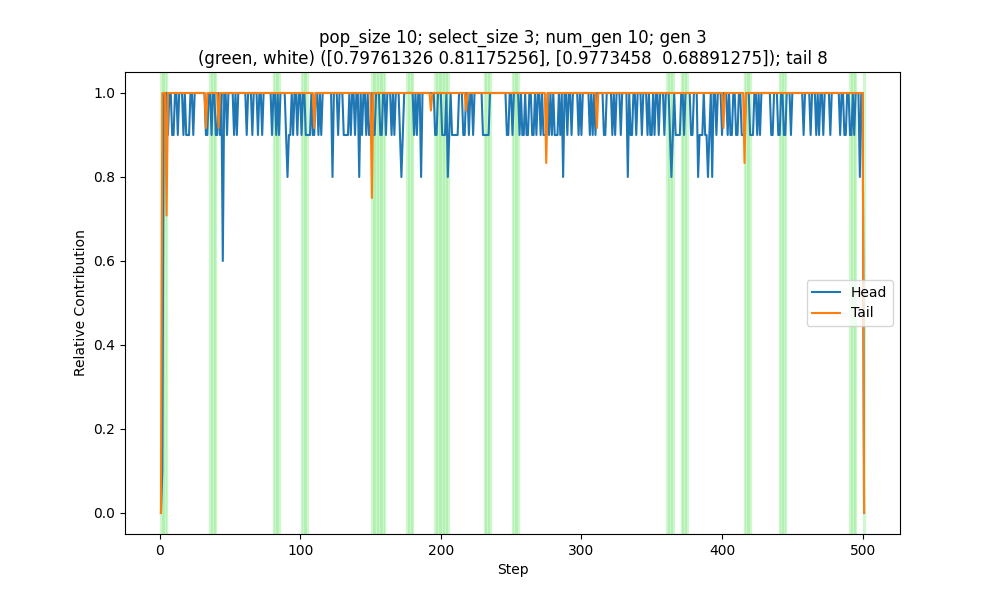 pop_size 10; select_size 3; num_gen 10; gen 3
(green, white) ([0.79761326 0.81175256], [0.9773458  0.68891275]); tail 8
1.0
0.8
0.6
0.4
0.2
0.0
Relative Contribution
Head
Tail
0
100
200
300
400
500
Step